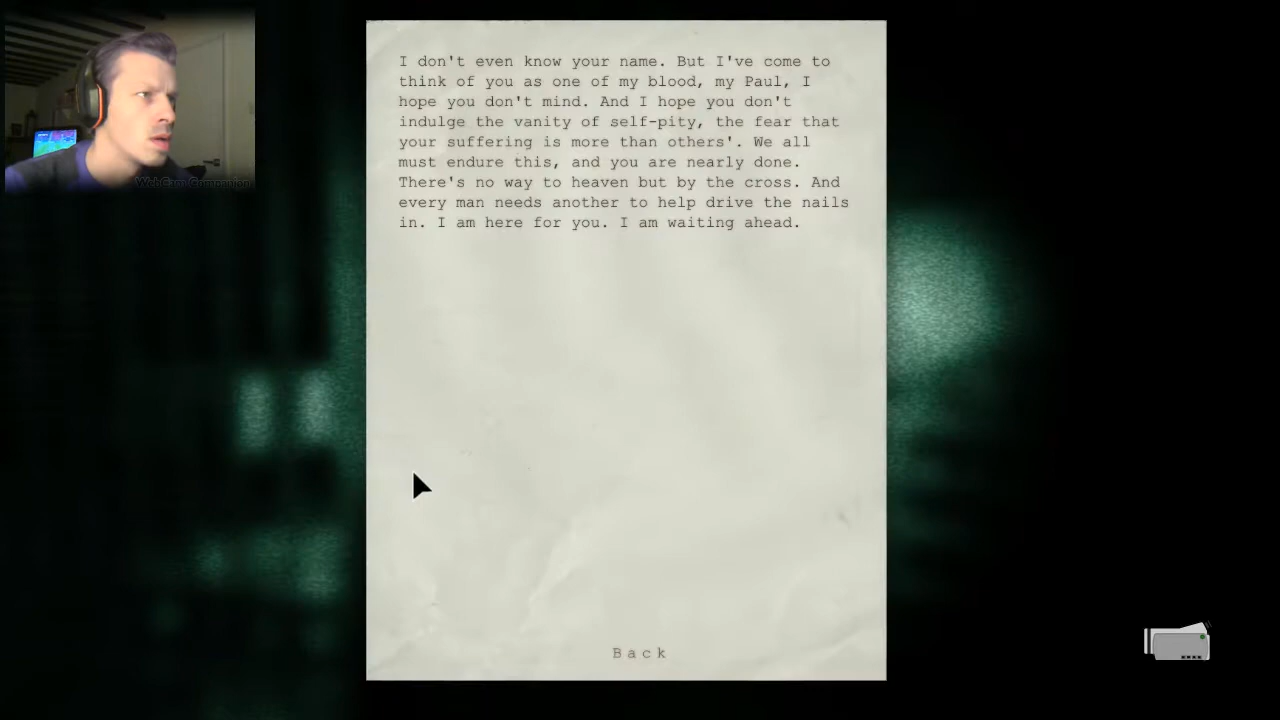 I don't even know your name. But I've come to
think of you as one of my blood, my Paul, I
hope you don't mind. And I hope you don't
indulge the vanity of self-pity, the fear that
your suffering is more than others'. We all
must endure this, and you are nearly done.
There's no way to heaven but by the cross. And
every man needs another to help drive the nails
in. I am here for you. I am waiting ahead.
Back
WebCam Companion